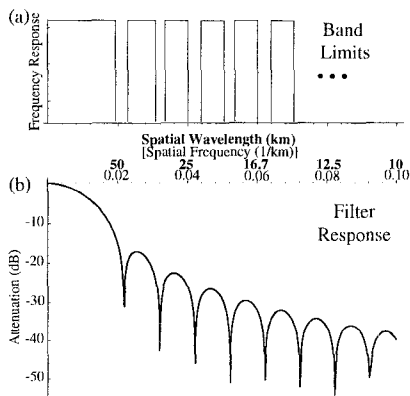 (a)
Frequency Response
Band
Limits
•••
Spatial Wavelength (km)
[Spatial Frequency (1/km)}
50 25 16.7 12.5 10
0.02 0.04 0.06 0.08 0.10
(b)
Filter
Response
Attenuation (dB)
-10
-20
-30
-40
-50